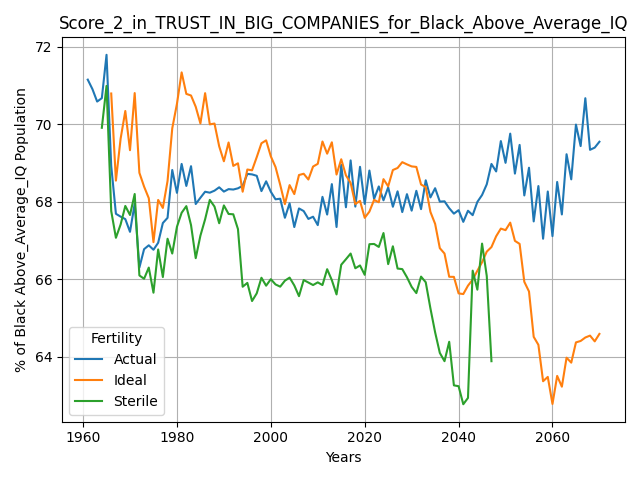 Score_2_in_TRUST_IN_BIG_COMPANIES_for_Black_Above_Average_IQ
% of Black Above_Average_IQ Population
72
70
68
66
64
Fertility
Actual
Ideal
Sterile
1960 1980 2000 2020 2040 2060
Years